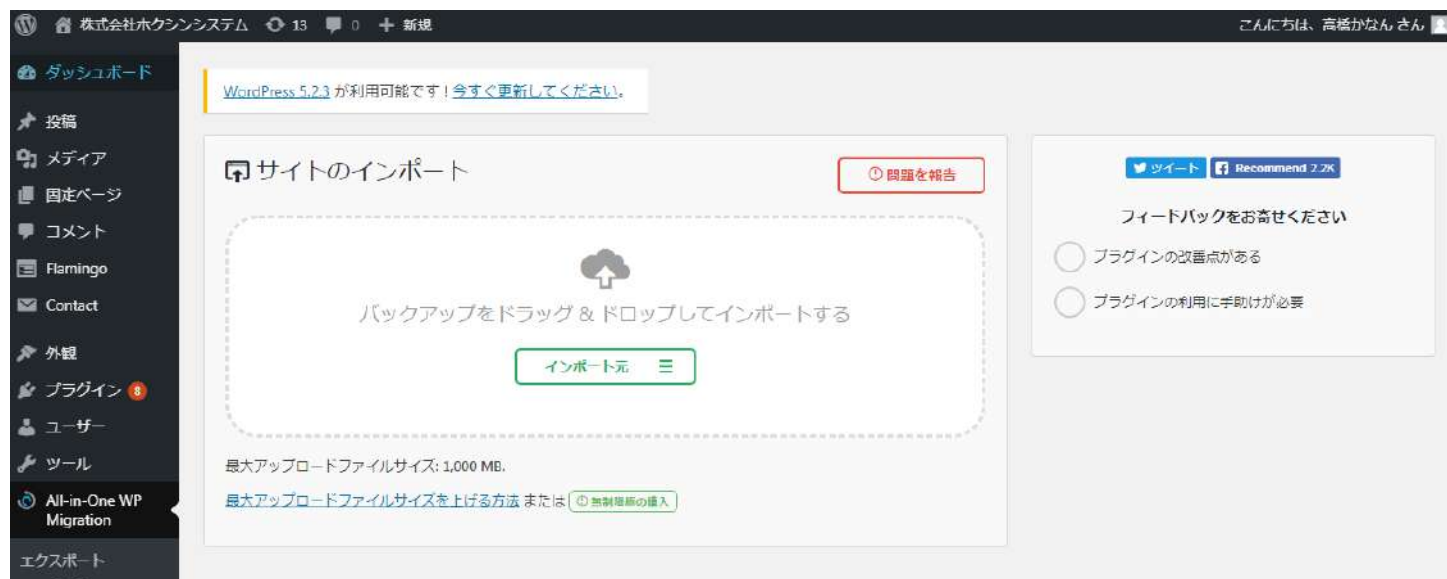 株式会社ホクシンシステム 13 0 新規
こんにちは、高橋かなん さん
ダッシュボード
投稿
メディア
固定ページ
コメント
Flamingo
Contact
外観
プラグイン 8
ユーザー
ツール
All-in-One WP
Migration
エクスポート
WordPress 5.2.3 が利用可能です ! 今すぐ更新してください。
サイトのインポート
問題を報告
バックアップをドラッグ & ドロップしてインポートする
インポート元
最大アップロードファイルサイズ: 1,000 MB.
最大アップロードファイルサイズを上げる方法 または 無制限版の購入
ツイート Recommend 2.2K
フィードバックをお寄せください
プラグインの改善点がある
プラグインの利用に手助けが必要